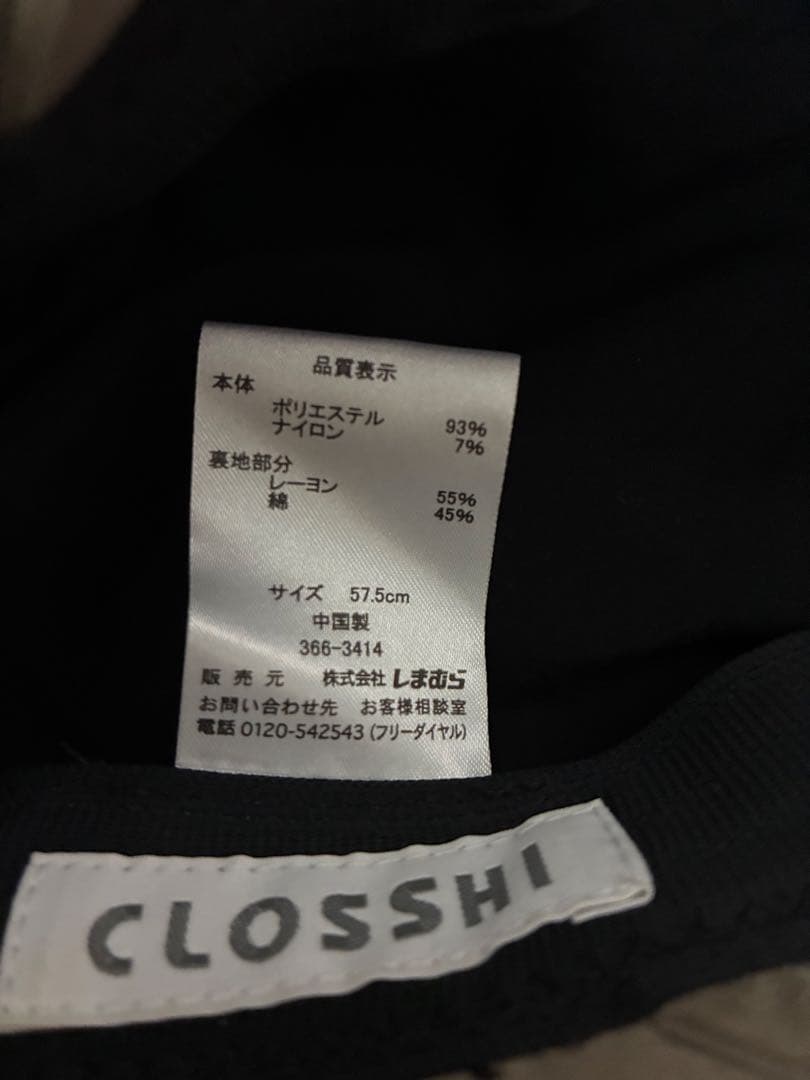 品質表示
本体
ポリエステル 93%
ナイロン 7%
裏地部分
レーヨン 55%
綿 45%
サイズ 57.5cm
中国製
366-3414
販売元 株式会社しまむら
お問い合わせ先 お客様相談室
電話 0120-542543(フリーダイヤル)
CLOSSHI